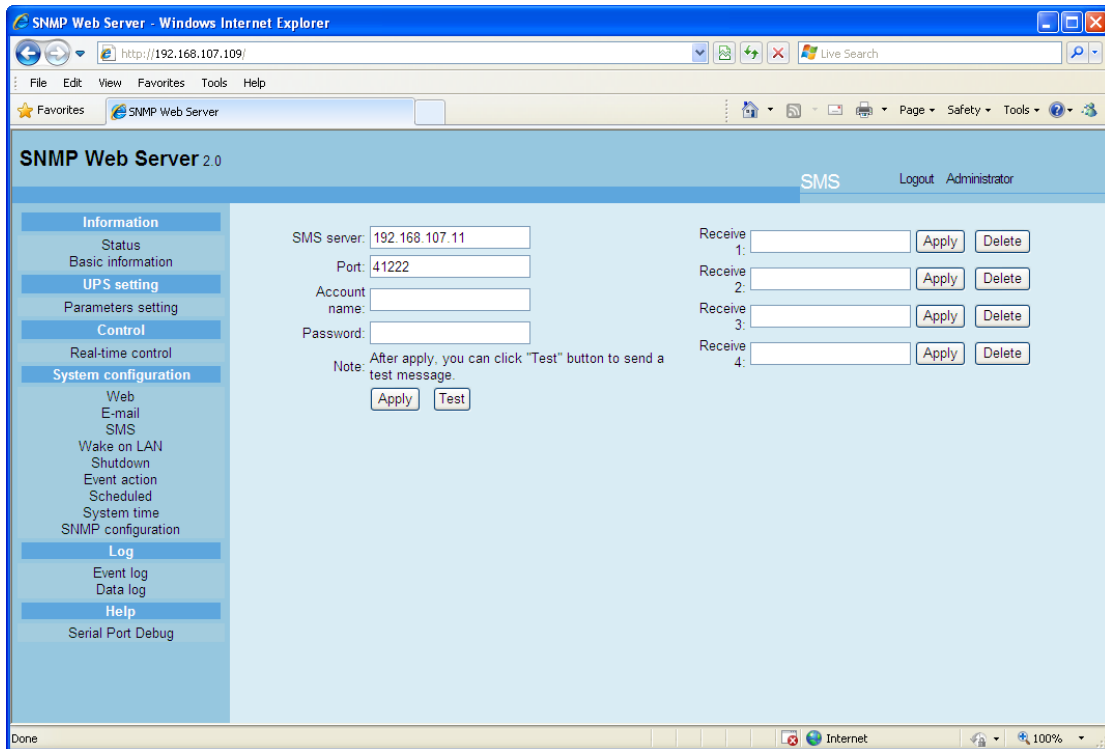 SNMP Web Server - Windows Internet Explorer
http://192.168.107.109/
Live Search
File Edit View Favorites Tools Help
Favorites
SNMP Web Server
Page
Safety
Tools
SNMP Web Server 2.0
SMS
Logout Administrator
Information
Status
Basic information
UPS setting
Parameters setting
Control
Real-time control
System configuration
Web
E-mail
SMS
Wake on LAN
Shutdown
Event action
Scheduled
System time
SNMP configuration
Log
Event log
Data log
Help
Serial Port Debug
SMS server: 192.168.107.11
Port: 41222
Account
name:
Password:
Note: After apply, you can click "Test" button to send a
test message.
Apply Test
Receive
1: Apply Delete
Receive
2: Apply Delete
Receive
3: Apply Delete
Receive
4: Apply Delete
Done
Internet
100%